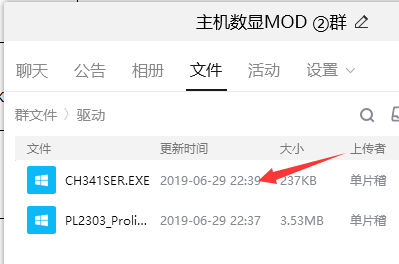 主机数显MOD ②群
聊天 公告 相册 文件 活动 设置
群文件 〉驱动
文件 更新时间 大小 上传者
CH341SER.EXE 2019-06-29 22:39 237KB 单片稽
PL2303_Proli... 2019-06-29 22:37 3.53MB 单片稽